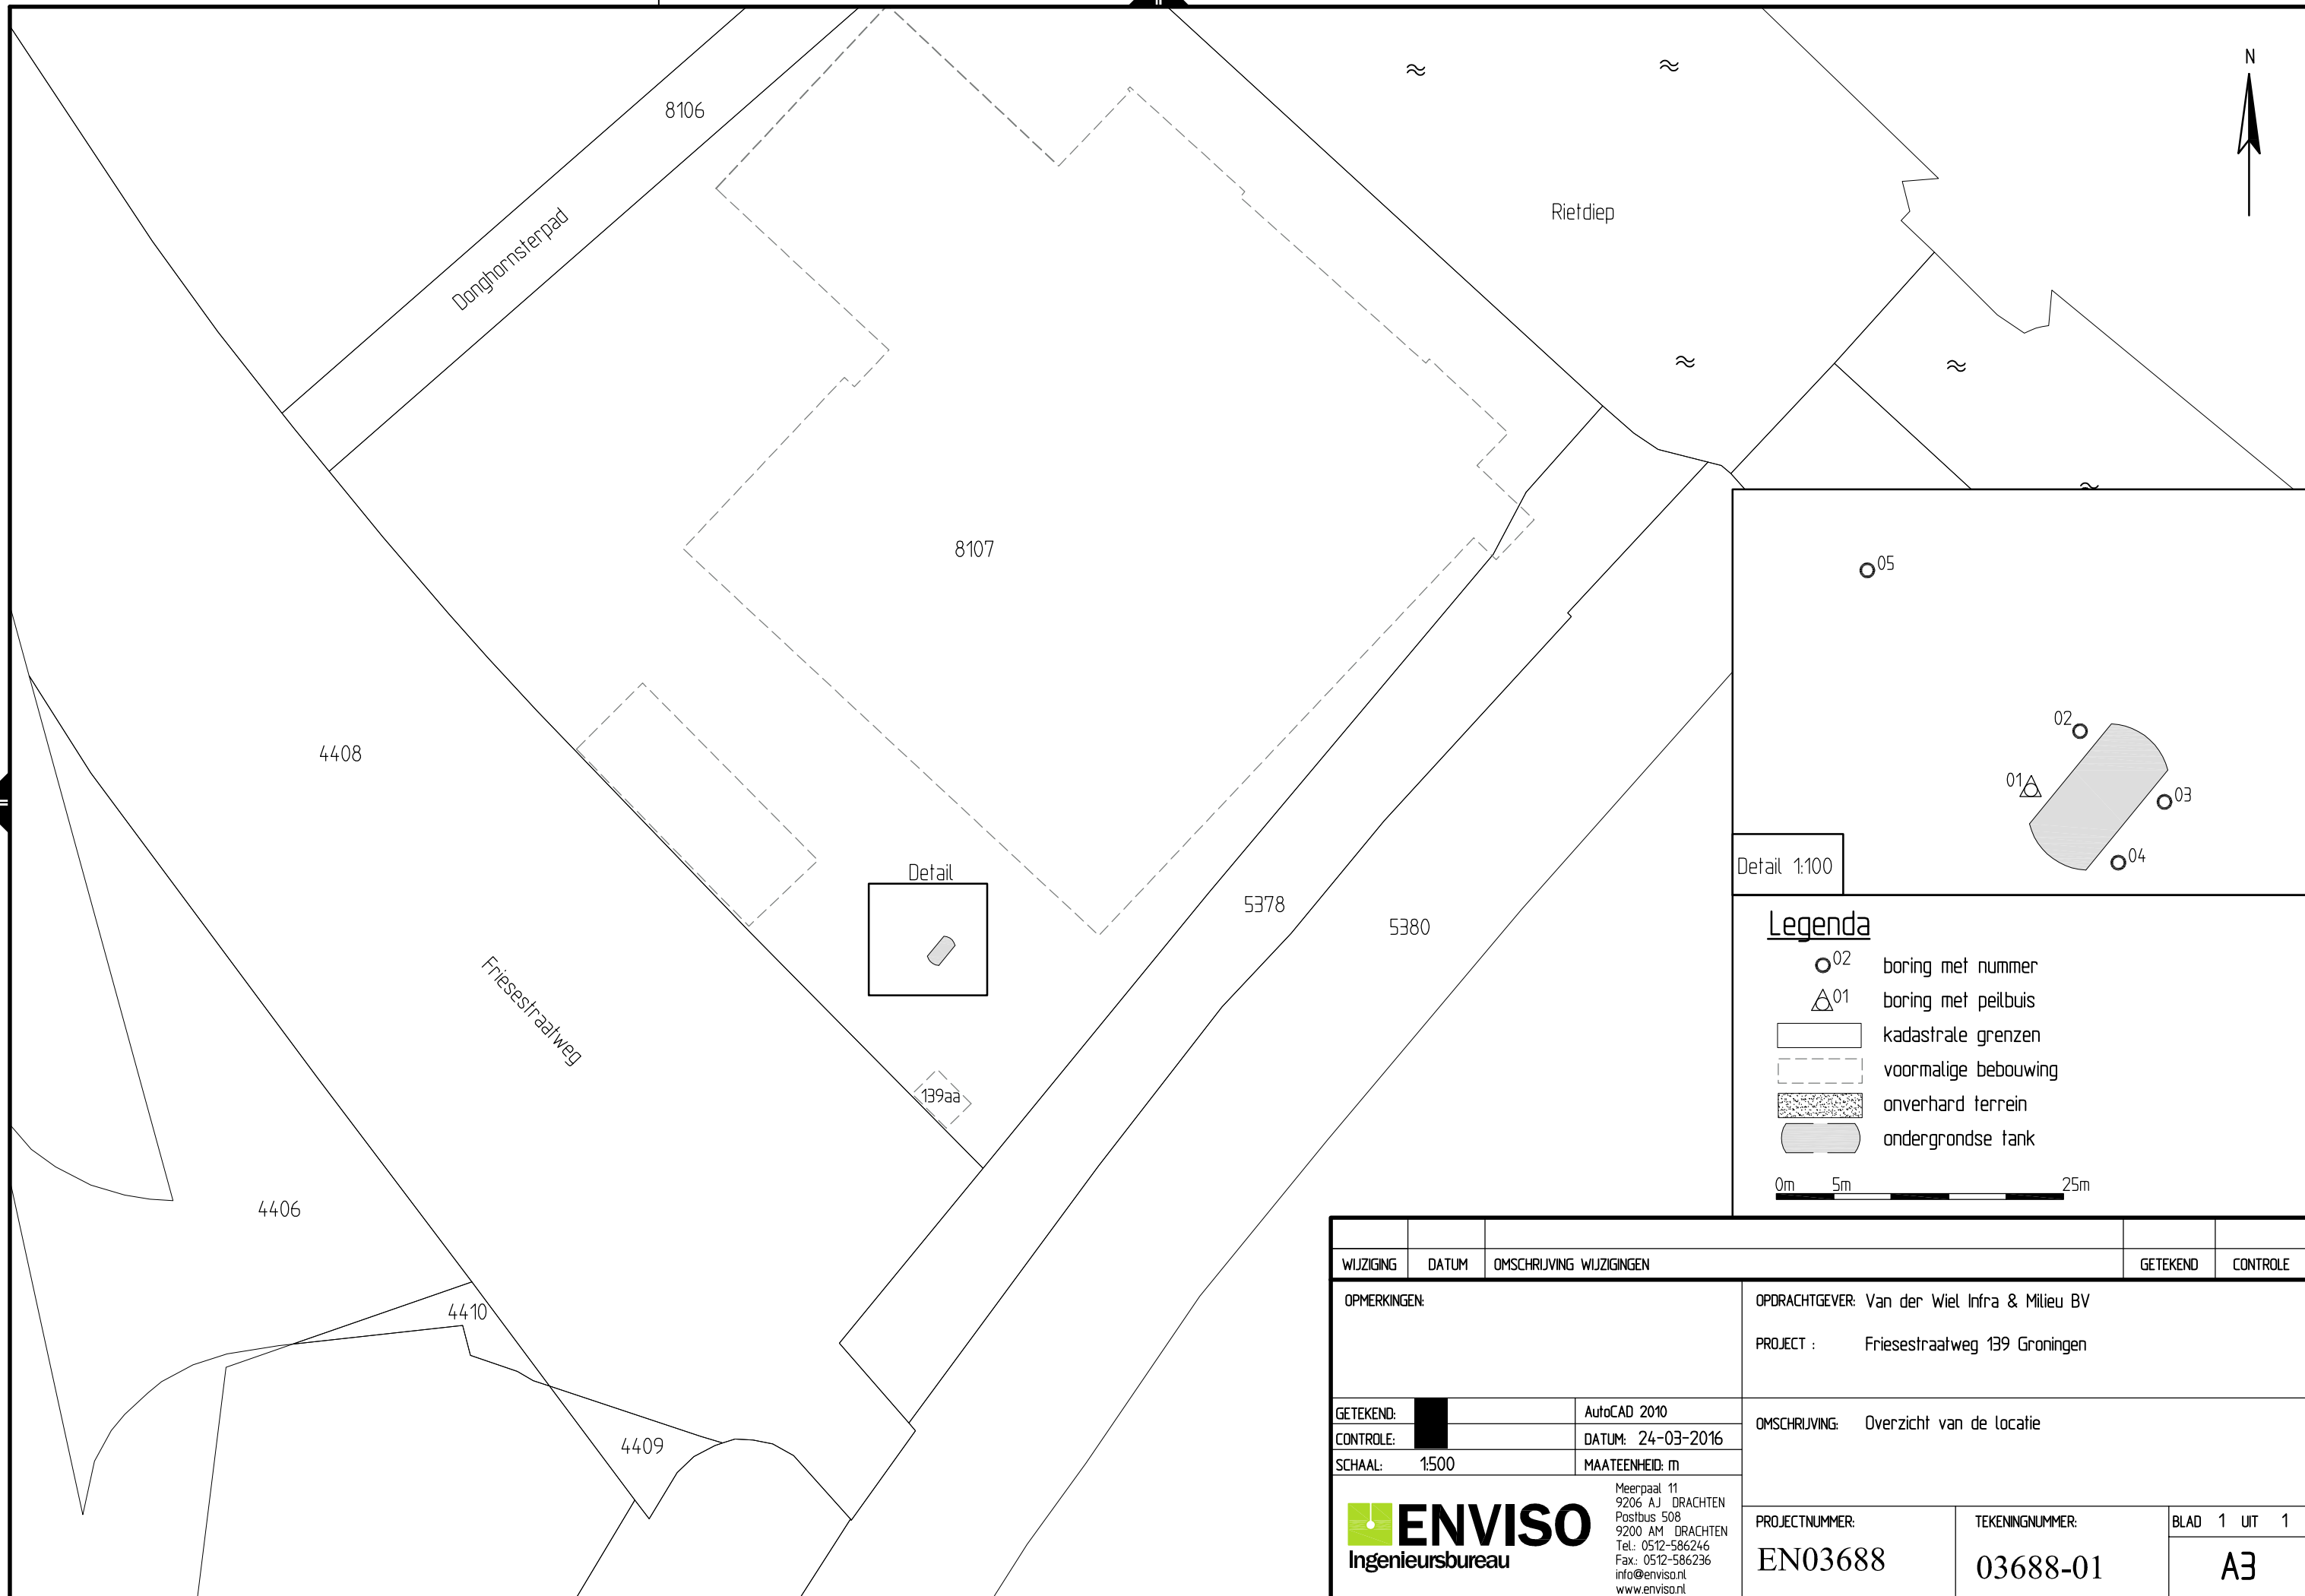 N
8106
Donghornsterpad
Rietdiep
8107
4408
Friesestraatweg
Detail
139aa
5378
5380
4406
4410
4409
05
02
01
03
04
Detail 1:100
Legenda
02 boring met nummer
01 boring met peilbuis
kadastrale grenzen
voormalige bebouwing
onverhard terrein
ondergrondse tank
0m 5m 25m
WIJZIGING DATUM OMSCHRIJVING WIJZIGINGEN GETEKEND CONTROLE
OPMERKINGEN:
OPDRACHTGEVER: Van der Wiel Infra & Milieu BV
PROJECT : Friesestraatweg 139 Groningen
GETEKEND: AutoCAD 2010
CONTROLE: DATUM: 24-03-2016
SCHAAL: 1:500 MAATEENHEID: m
OMSCHRIJVING: Overzicht van de locatie
ENVISO
Ingenieursbureau
Meerpaal 11
9206 AJ DRACHTEN
Postbus 508
9200 AM DRACHTEN
Tel.: 0512-586246
Fax.: 0512-586236
info@enviso.nl
www.enviso.nl
PROJECTNUMMER:
EN03688
TEKENINGNUMMER:
03688-01
BLAD 1 UIT 1
A3